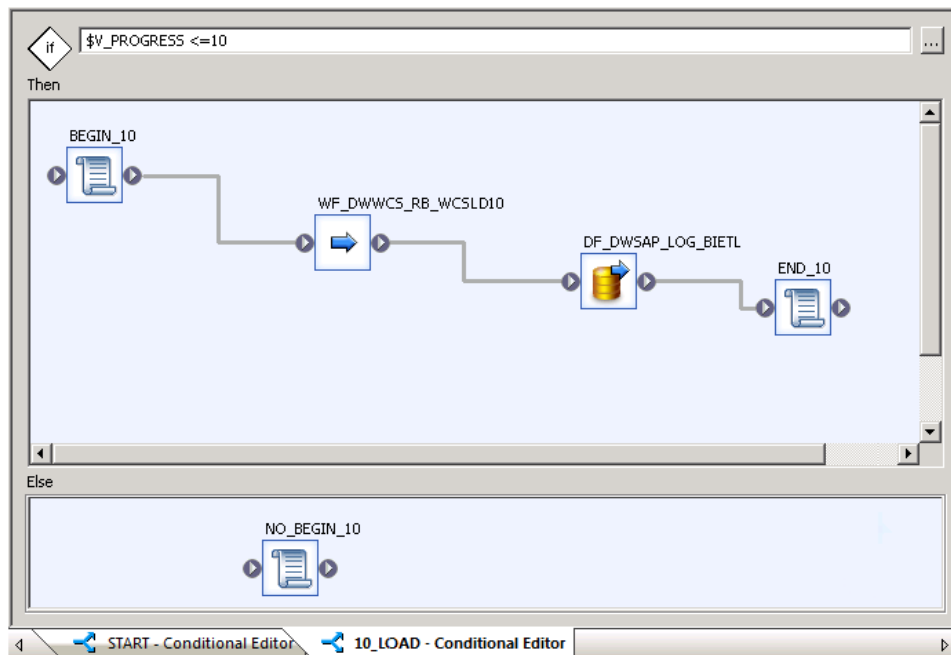 if
$V_PROGRESS <=10
...
Then
BEGIN_10
WF_DWWCS_RB_WCSLD10
DF_DWSAP_LOG_BIETL
END_10
Else
NO_BEGIN_10
START - Conditional Editor
10_LOAD - Conditional Editor